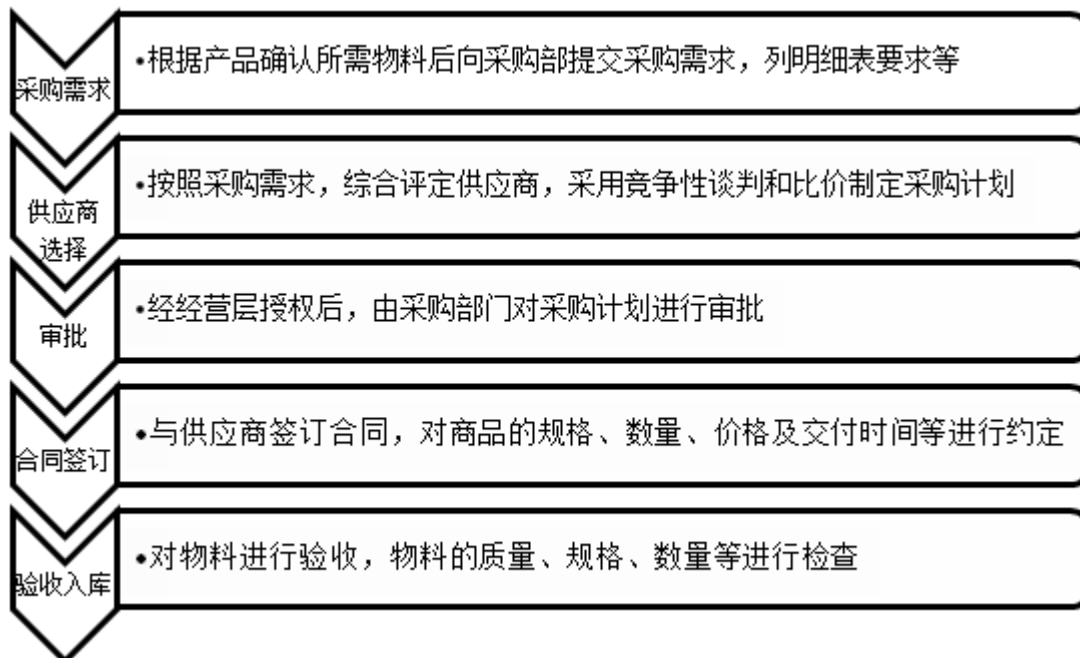 采购需求
•根据产品确认所需物料后向采购部提交采购需求，列明细表要求等
供应商
选择
•按照采购需求，综合评定供应商，采用竞争性谈判和比价制定采购计划
审批
•经经营层授权后，由采购部门对采购计划进行审批
合同签订
•与供应商签订合同，对商品的规格、数量、价格及交付时间等进行约定
验收入库
•对物料进行验收，物料的质量、规格、数量等进行检查